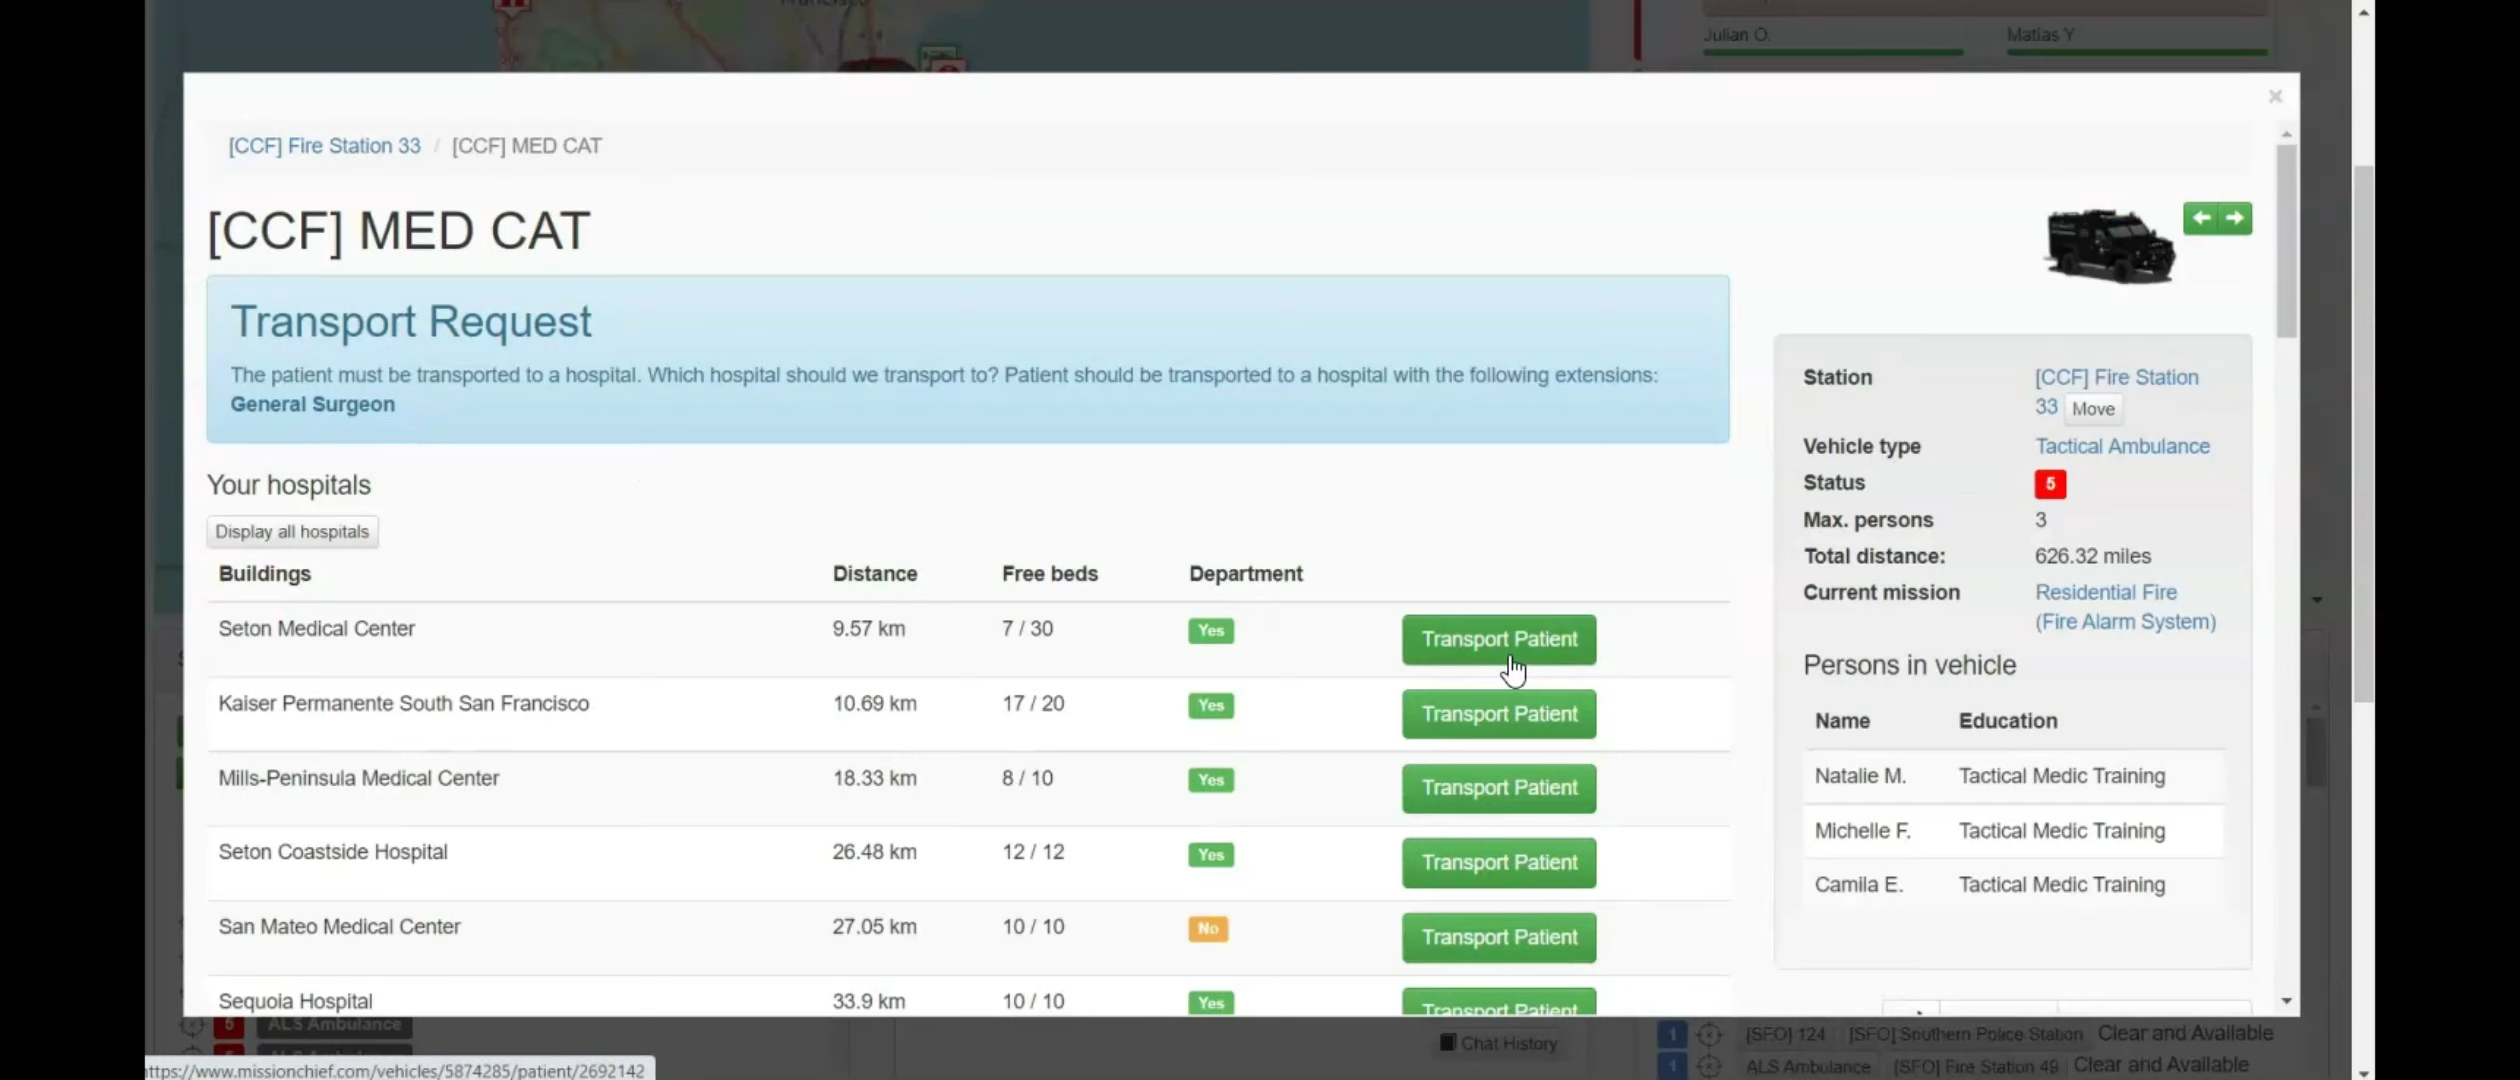 Julian O.
Matias Y
×
[CCF] Fire Station 33 / [CCF] MED CAT
[CCF] MED CAT
Transport Request
The patient must be transported to a hospital. Which hospital should we transport to? Patient should be transported to a hospital with the following extensions:
General Surgeon
Your hospitals
Display all hospitals
Buildings Distance Free beds Department
Seton Medical Center 9.57 km 7 / 30 Yes Transport Patient
Kaiser Permanente South San Francisco 10.69 km 17 / 20 Yes Transport Patient
Mills-Peninsula Medical Center 18.33 km 8 / 10 Yes Transport Patient
Seton Coastside Hospital 26.48 km 12 / 12 Yes Transport Patient
San Mateo Medical Center 27.05 km 10 / 10 No Transport Patient
Sequoia Hospital 33.9 km 10 / 10 Yes Transport Patient
Station [CCF] Fire Station
33 Move
Vehicle type Tactical Ambulance
Status 5
Max. persons 3
Total distance: 626.32 miles
Current mission Residential Fire
(Fire Alarm System)
Persons in vehicle
Name Education
Natalie M. Tactical Medic Training
Michelle F. Tactical Medic Training
Camila E. Tactical Medic Training
5 ALS Ambulance
Chat History
1 [SFO] 124 [SFO] Southern Police Station Clear and Available
1 ALS Ambulance [SFO] Fire Station 49 Clear and Available
ttps://www.missionchief.com/vehicles/5874285/patient/2692142